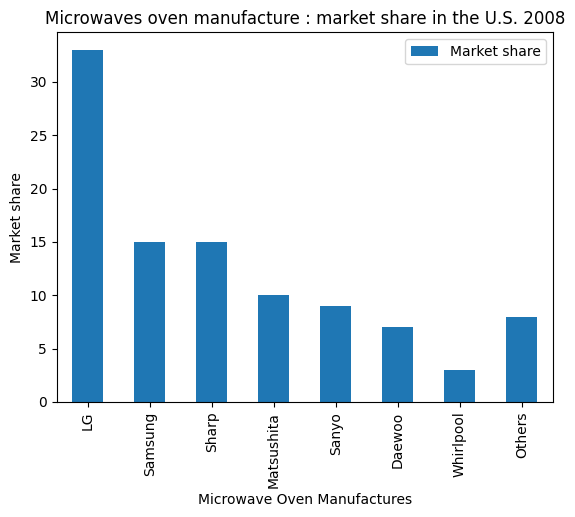 Microwaves oven manufacture : market share in the U.S. 2008
Market share
Market share
30
25
20
15
10
5
0
LG
Samsung
Sharp
Matsushita
Sanyo
Daewoo
Whirlpool
Others
Microwave Oven Manufactures